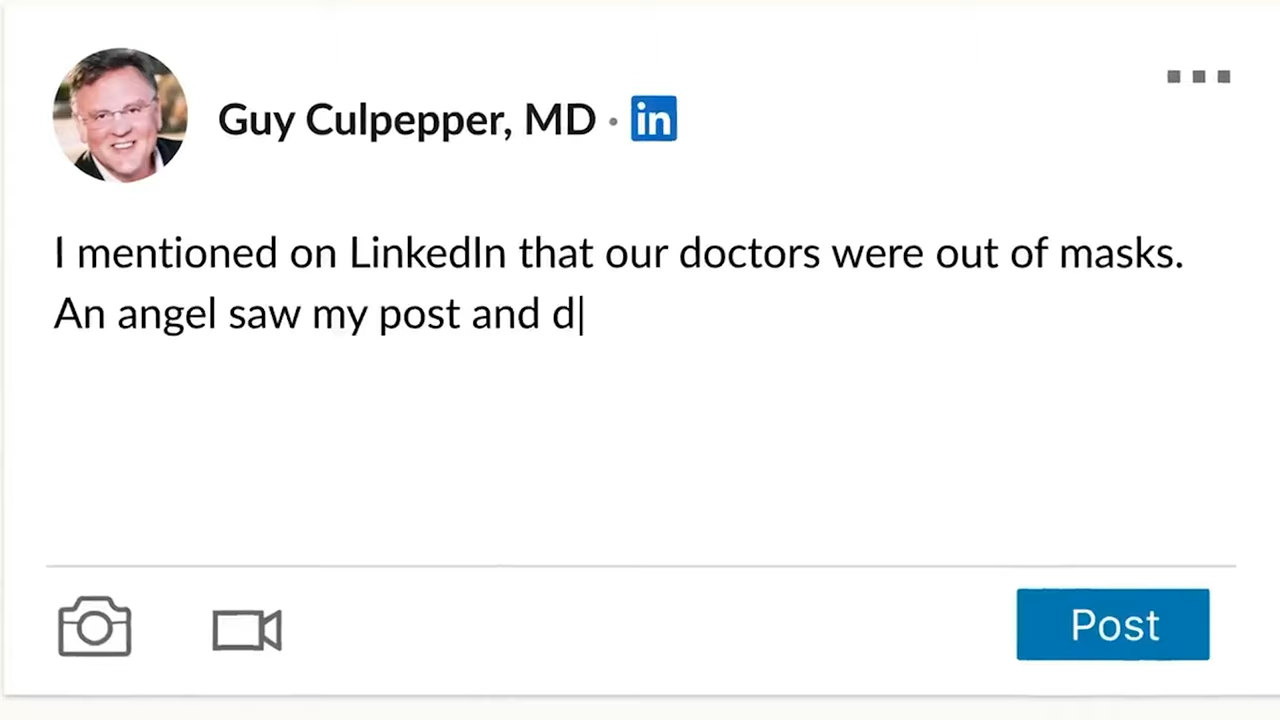 Guy Culpepper, MD · in
I mentioned on LinkedIn that our doctors were out of masks.
An angel saw my post and d
Post